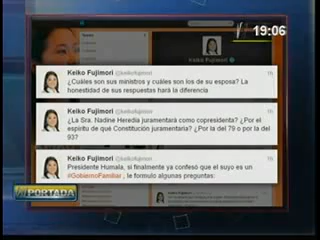 19:06
Keiko Fujimori
Keiko Fujimori @keikofujimori 1h
¿Cuáles son sus ministros y cuáles son los de su esposa? La
honestidad de sus respuestas hará la diferencia
Keiko Fujimori @keikofujimori 1h
¿La Sra. Nadine Heredia juramentará como copresidenta? ¿Por el
espíritu de qué Constitución juramentaría? ¿Por la del 79 o por la del
93?
Keiko Fujimori @keikofujimori 1h
Presidente Humala, si finalmente ya confesó que el suyo es un
#GobiernoFamiliar , le formulo algunas preguntas:
PORTADA